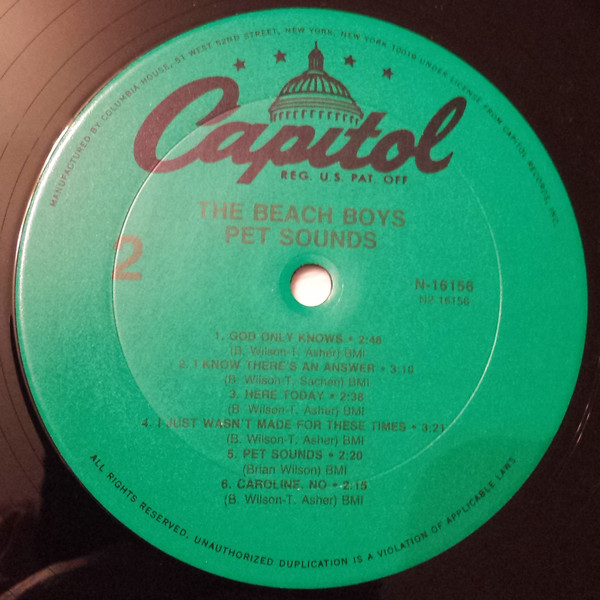 MANUFACTURED BY COLUMBIA HOUSE, 51 WEST 52ND STREET, NEW YORK, NEW YORK 10019 UNDER LICENSE FROM CAPITOL RECORDS, INC.
Capitol
REG. U.S. PAT. OFF
THE BEACH BOYS
PET SOUNDS
2
N-16156
NP 16156
1. GOD ONLY KNOWS • 2:46
(B. Wilson-T. Asher) BMI
2. I KNOW THERE'S AN ANSWER • 3:10
(B. Wilson-T. Sachen) BMI
3. HERE TODAY • 2:38
(B. Wilson-T. Asher) BMI
4. I JUST WASN'T MADE FOR THESE TIMES • 3:21
(B. Wilson-T. Asher) BMI
5. PET SOUNDS • 2:20
(Brian Wilson) BMI
6. CAROLINE, NO • 2:15
(B. Wilson-T. Asher) BMI
ALL RIGHTS RESERVED. UNAUTHORIZED DUPLICATION IS A VIOLATION OF APPLICABLE LAWS